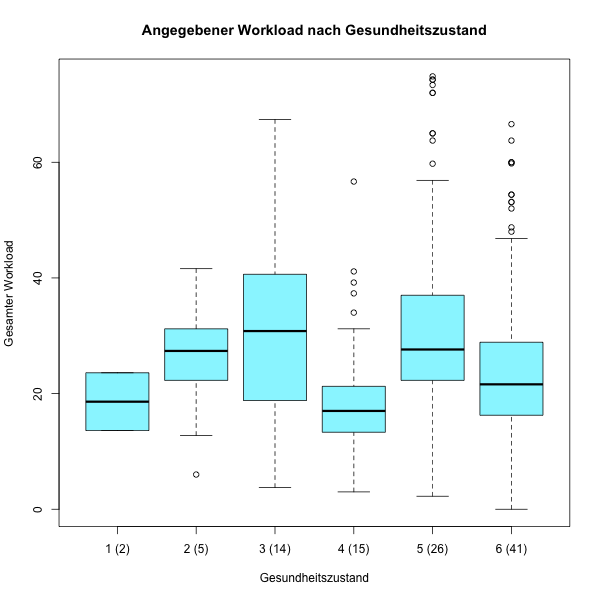 Angegebener Workload nach Gesundheitszustand
Gesamter Workload
60
40
20
0
1 (2) 2 (5) 3 (14) 4 (15) 5 (26) 6 (41)
Gesundheitszustand